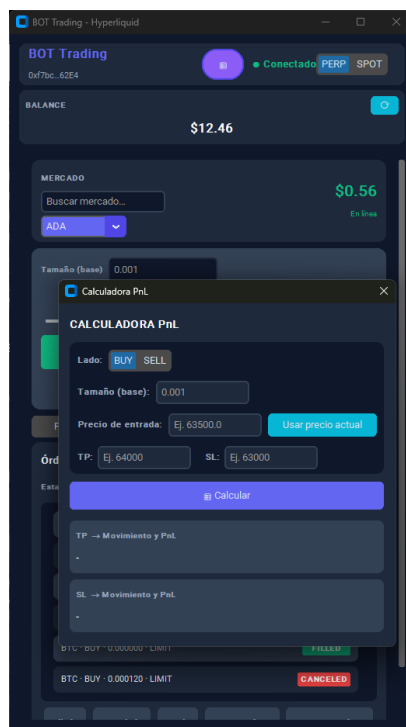 BOT Trading - Hyperliquid
BOT Trading
0xf7bc..62E4
Conectado PERP SPOT
BALANCE
$12.46
MERCADO
Buscar mercado...
$0.56
En línea
ADA
Tamaño (base) 0.001
Calculadora PnL
CALCULADORA PnL
Lado: BUY SELL
Tamaño (base): 0.001
Precio de entrada: Ej. 63500.0 Usar precio actual
TP: Ej. 64000 SL: Ej. 63000
Calcular
TP → Movimiento y PnL
-
SL → Movimiento y PnL
-
BTC · BUY · 0.000000 · LIMIT FILLED
BTC · BUY · 0.000120 · LIMIT CANCELED